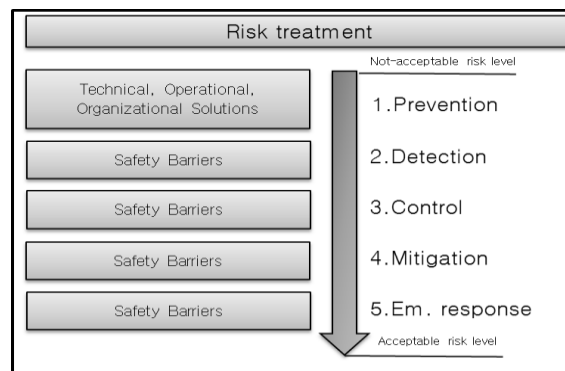 Risk treatment
Not-acceptable risk level
Technical, Operational,
Organizational Solutions
1.Prevention
Safety Barriers
2.Detection
Safety Barriers
3.Control
Safety Barriers
4.Mitigation
Safety Barriers
5.Em. response
Acceptable risk level